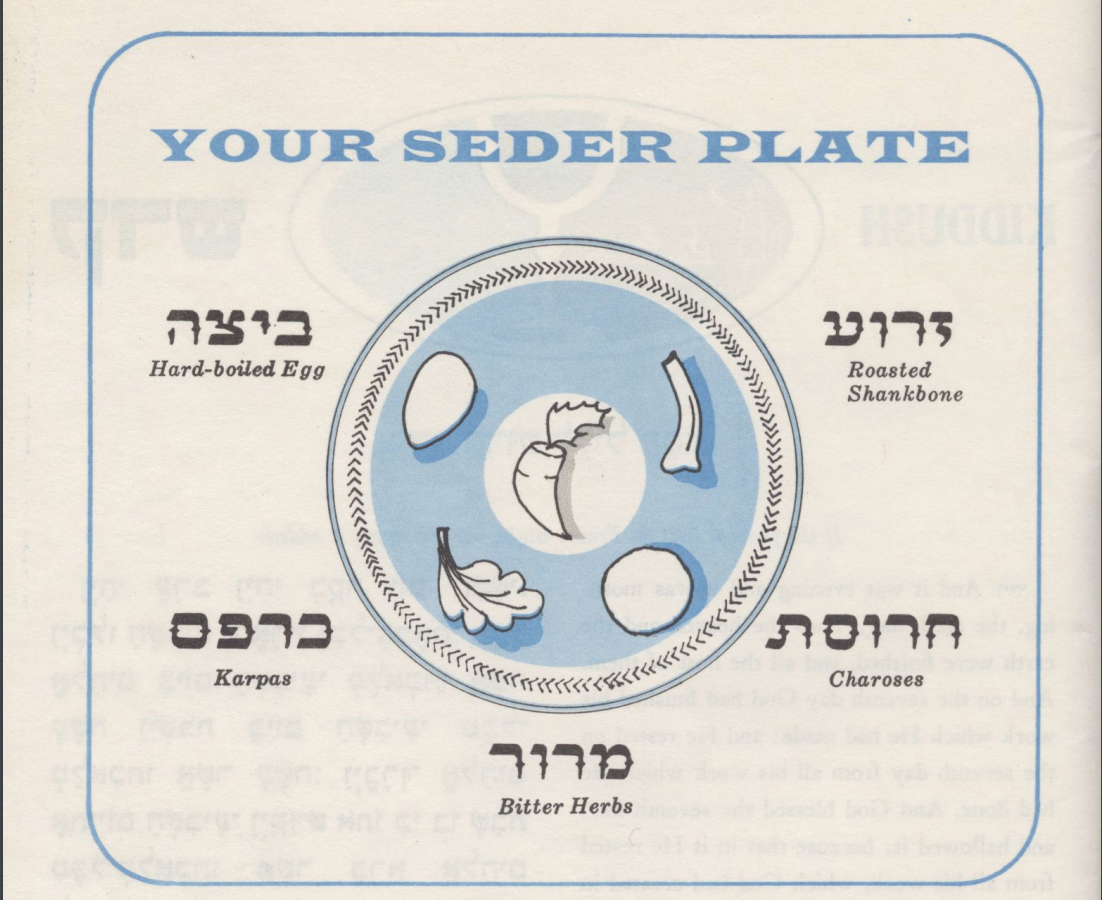 YOUR SEDER PLATE
ביצה
Hard-boiled Egg
זרוע
Roasted
Shankbone
כרפס
Karpas
חרוסת
Charoses
מרור
Bitter Herbs